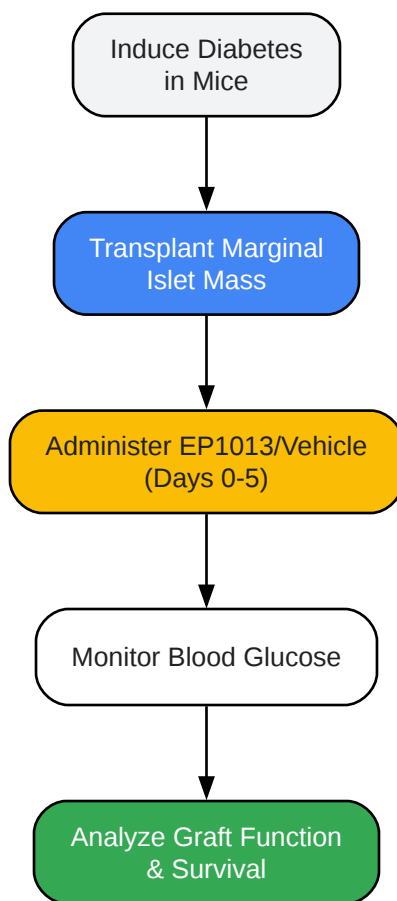 Induce Diabetes
in Mice
Transplant Marginal
Islet Mass
Administer EP1013/Vehicle
(Days 0-5)
Monitor Blood Glucose
Analyze Graft Function
& Survival